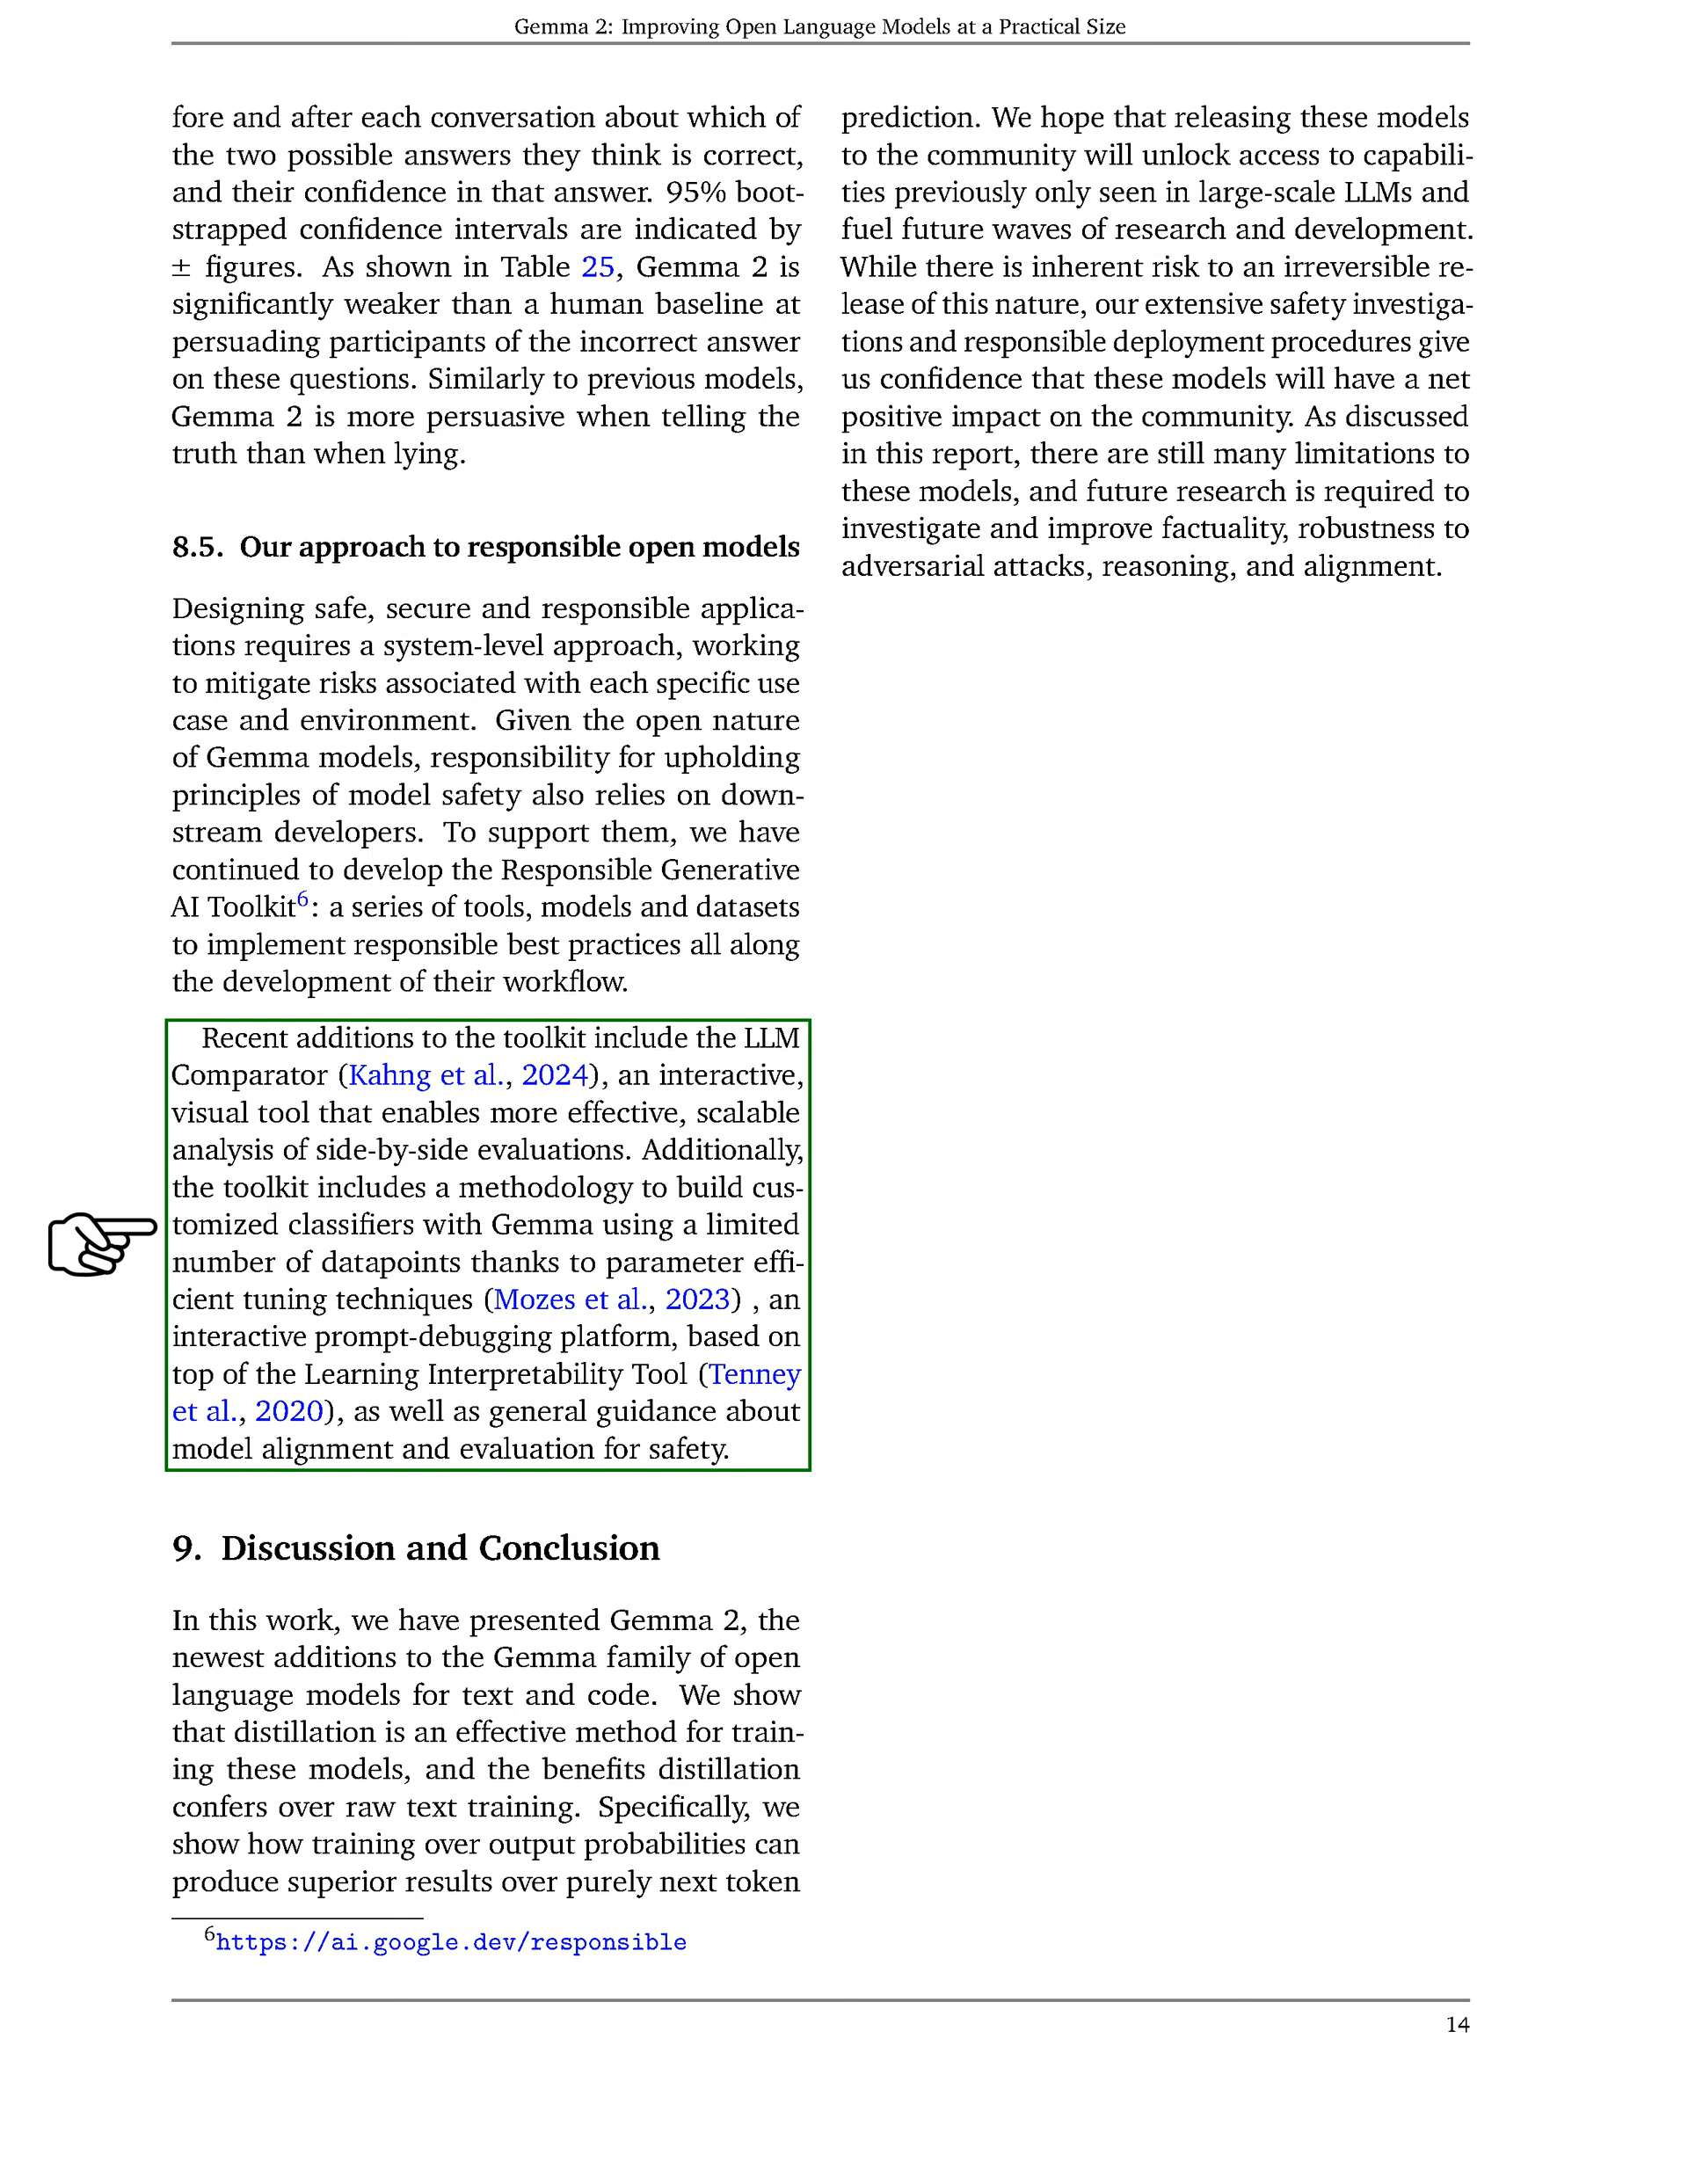 Gemma 2: Improving Open Language Models at a Practical Size
fore and after each conversation about which of
the two possible answers they think is correct,
and their confidence in that answer. 95% boot-
strapped confidence intervals are indicated by
± figures. As shown in Table 25, Gemma 2 is
significantly weaker than a human baseline at
persuading participants of the incorrect answer
on these questions. Similarly to previous models,
Gemma 2 is more persuasive when telling the
truth than when lying.
8.5. Our approach to responsible open models
Designing safe, secure and responsible applica-
tions requires a system-level approach, working
to mitigate risks associated with each specific use
case and environment. Given the open nature
of Gemma models, responsibility for upholding
principles of model safety also relies on down-
stream developers. To support them, we have
continued to develop the Responsible Generative
AI Toolkit6: a series of tools, models and datasets
to implement responsible best practices all along
the development of their workflow.
Recent additions to the toolkit include the LLM
Comparator (Kahng et al., 2024), an interactive,
visual tool that enables more effective, scalable
analysis of side-by-side evaluations. Additionally,
the toolkit includes a methodology to build cus-
tomized classifiers with Gemma using a limited
number of datapoints thanks to parameter effi-
cient tuning techniques (Mozes et al., 2023) , an
interactive prompt-debugging platform, based on
top of the Learning Interpretability Tool (Tenney
et al., 2020), as well as general guidance about
model alignment and evaluation for safety.
9. Discussion and Conclusion
In this work, we have presented Gemma 2, the
newest additions to the Gemma family of open
language models for text and code. We show
that distillation is an effective method for train-
ing these models, and the benefits distillation
confers over raw text training. Specifically, we
show how training over output probabilities can
produce superior results over purely next token
6https://ai.google.dev/responsible
prediction. We hope that releasing these models
to the community will unlock access to capabili-
ties previously only seen in large-scale LLMs and
fuel future waves of research and development.
While there is inherent risk to an irreversible re-
lease of this nature, our extensive safety investiga-
tions and responsible deployment procedures give
us confidence that these models will have a net
positive impact on the community. As discussed
in this report, there are still many limitations to
these models, and future research is required to
investigate and improve factuality, robustness to
adversarial attacks, reasoning, and alignment.
14